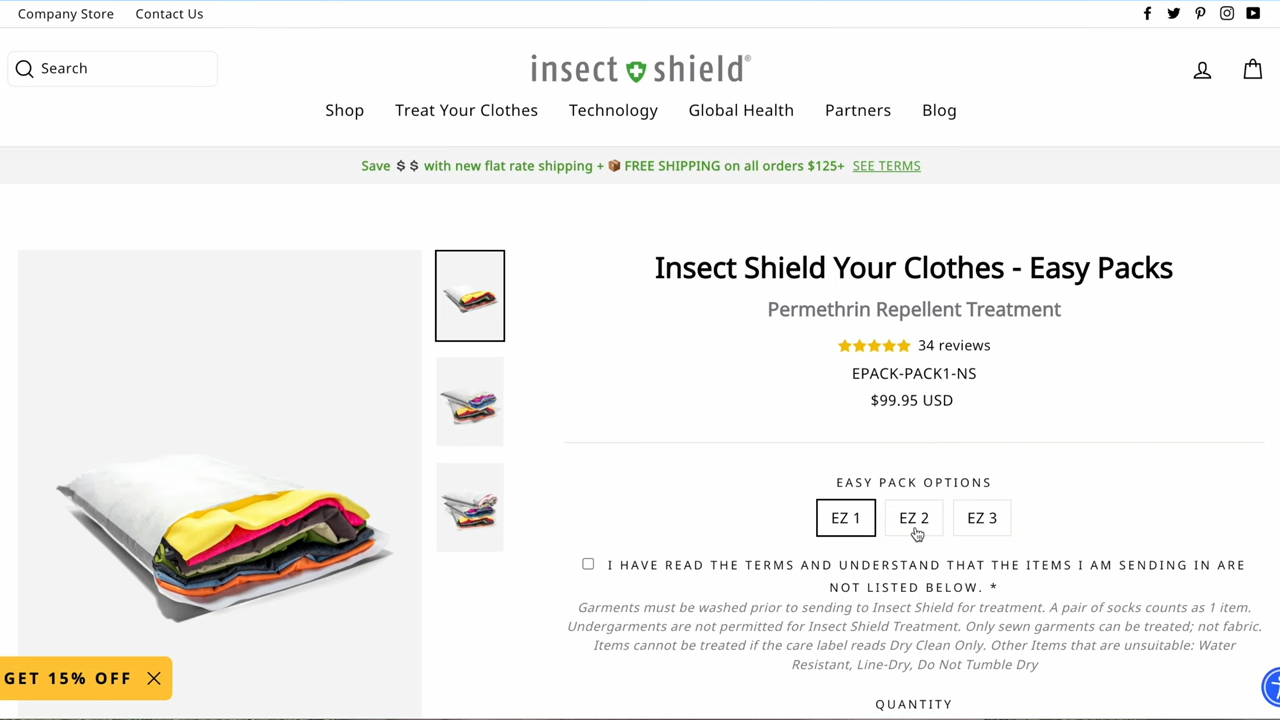 Company Store Contact Us
Search
insect shield®
Shop Treat Your Clothes Technology Global Health Partners Blog
Save $ $ with new flat rate shipping + 📦 FREE SHIPPING on all orders $125+ SEE TERMS
Insect Shield Your Clothes - Easy Packs
Permethrin Repellent Treatment
34 reviews
EPACK-PACK1-NS
$99.95 USD
EASY PACK OPTIONS
EZ 1 EZ 2 EZ 3
I HAVE READ THE TERMS AND UNDERSTAND THAT THE ITEMS I AM SENDING IN ARE
NOT LISTED BELOW. *
Garments must be washed prior to sending to Insect Shield for treatment. A pair of socks counts as 1 item.
Undergarments are not permitted for Insect Shield Treatment. Only sewn garments can be treated; not fabric.
Items cannot be treated if the care label reads Dry Clean Only. Other Items that are unsuitable: Water
Resistant, Line-Dry, Do Not Tumble Dry
GET 15% OFF
QUANTITY